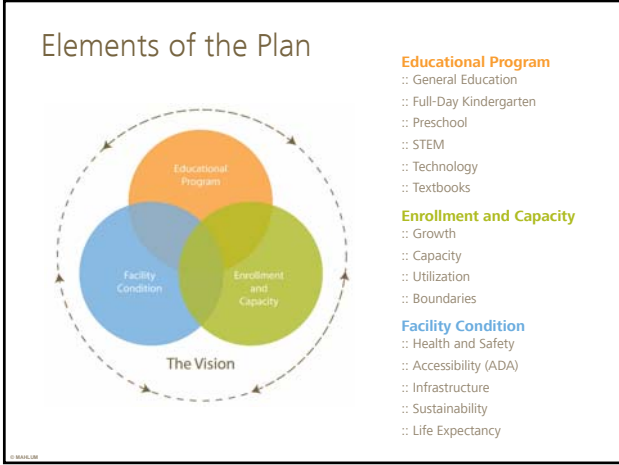 Elements of the Plan
Educational
Program
Facility
Condition
Enrollment
and
Capacity
The Vision
Educational Program
:: General Education
:: Full-Day Kindergarten
:: Preschool
:: STEM
:: Technology
:: Textbooks
Enrollment and Capacity
:: Growth
:: Capacity
:: Utilization
:: Boundaries
Facility Condition
:: Health and Safety
:: Accessibility (ADA)
:: Infrastructure
:: Sustainability
:: Life Expectancy
© MAHLUM